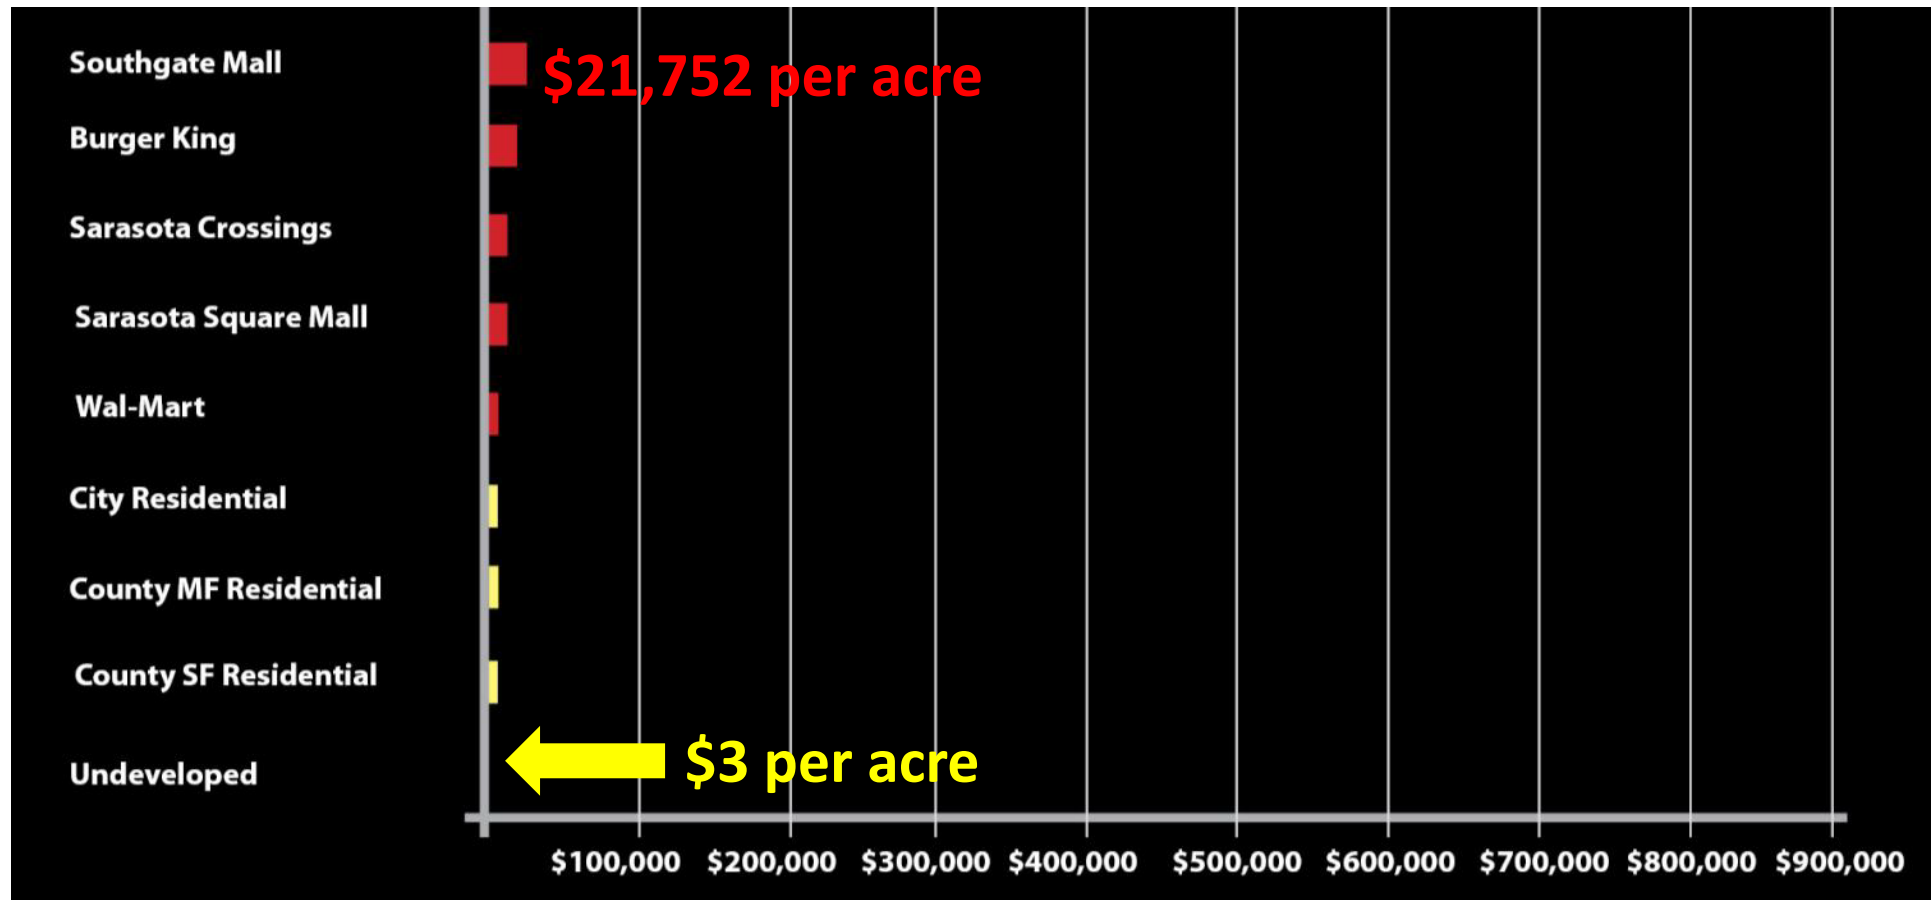 Southgate Mall
$21,752 per acre
Burger King
Sarasota Crossings
Sarasota Square Mall
Wal-Mart
City Residential
County MF Residential
County SF Residential
$3 per acre
Undeveloped
$100,000 $200,000 $300,000 $400,000 $500,000 $600,000 $700,000 $800,000 $900,000